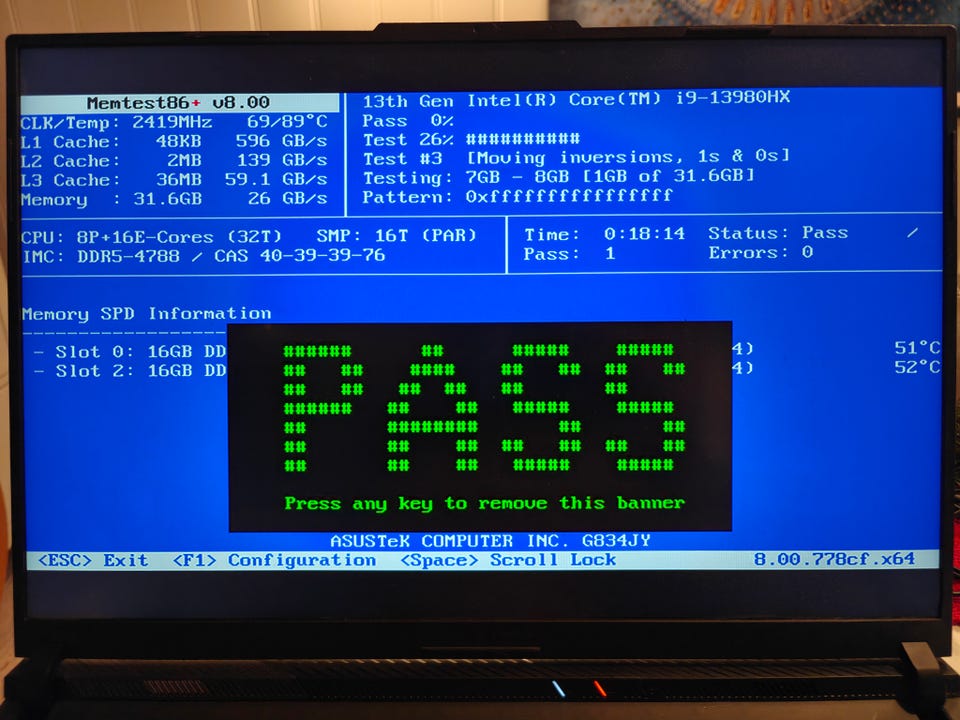 Memtest86+ v8.00
CLK/Temp: 2419MHz 69/89°C
L1 Cache: 48KB 596 GB/s
L2 Cache: 2MB 139 GB/s
L3 Cache: 36MB 59.1 GB/s
Memory : 31.6GB 26 GB/s
13th Gen Intel(R) Core(TM) i9-13980HX
Pass 0%
Test 26% ##########
Test #3 [Moving inversions, 1s & 0s]
Testing: 7GB - 8GB [1GB of 31.6GB]
Pattern: 0xffffffffffffffff
CPU: 8P+16E-Cores (32T) SMP: 16T (PAR)
IMC: DDR5-4788 / CAS 40-39-39-76
Time: 0:18:14 Status: Pass /
Pass: 1 Errors: 0
Memory SPD Information
- Slot 0: 16GB DD 4) 51°C
- Slot 2: 16GB DD 4) 52°C
PASS
Press any key to remove this banner
ASUSTeK COMPUTER INC. G834JY
<ESC> Exit <F1> Configuration <Space> Scroll Lock 8.00.778cf.x64